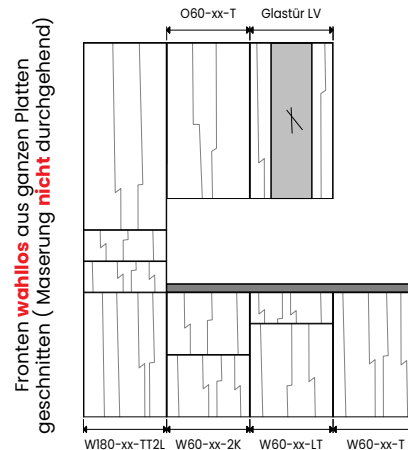 O60-xx-T
Glastür LV
Fronten wahllos aus ganzen Platten
geschnitten ( Maserung nicht durchgehend)
W180-xx-TT2L
W60-xx-2K
W60-xx-LT
W60-xx-T